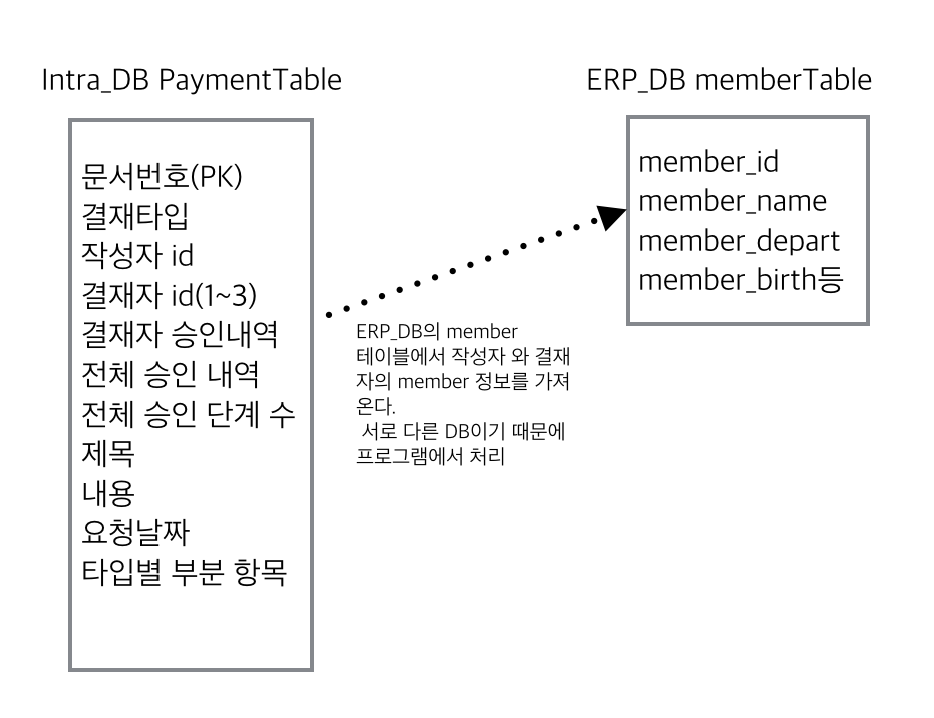 Intra_DB PaymentTable
ERP_DB memberTable
문서번호(PK)
결재타입
작성자 id
결재자 id(1~3)
결재자 승인내역
전체 승인 내역
전체 승인 단계 수
제목
내용
요청날짜
타입별 부분 항목
member_id
member_name
member_depart
member_birth등
ERP_DB의 member
테이블에서 작성자 와 결재
자의 member 정보를 가져
온다.
서로 다른 DB이기 때문에
프로그램에서 처리